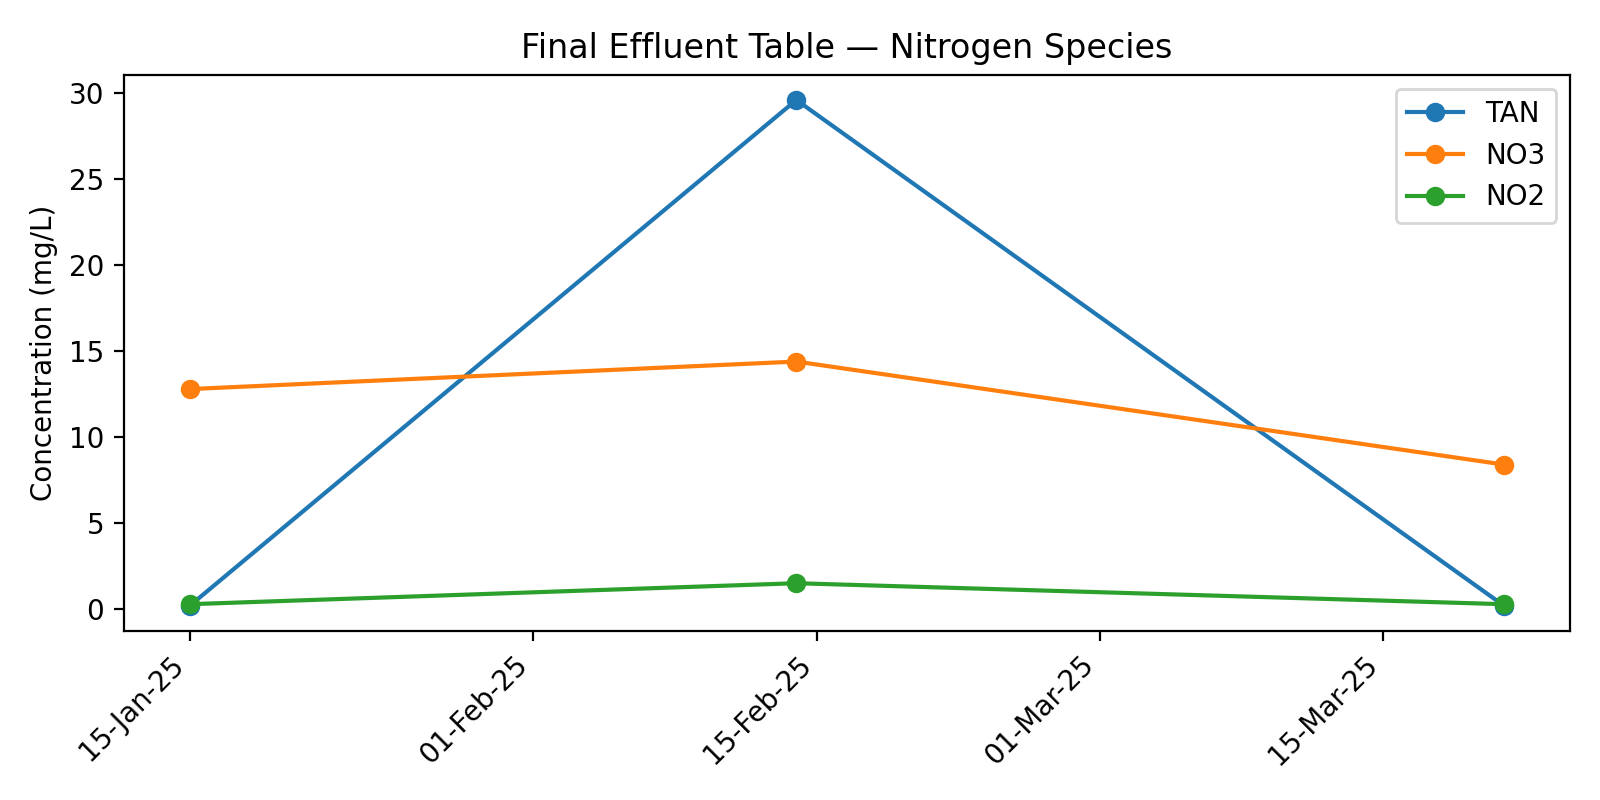 Final Effluent Table — Nitrogen Species
Concentration (mg/L)
30
25
20
15
10
5
0
TAN
NO3
NO2
15-Jan-25
01-Feb-25
15-Feb-25
01-Mar-25
15-Mar-25